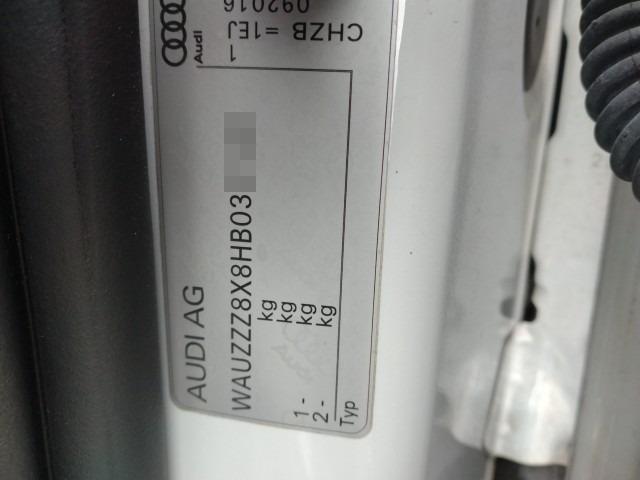 AUDI AG
WAUZZZ8X8HB03
kg
kg
1 - kg
2 - kg
Typ
Audi
1
CHZB =1EJ
092016